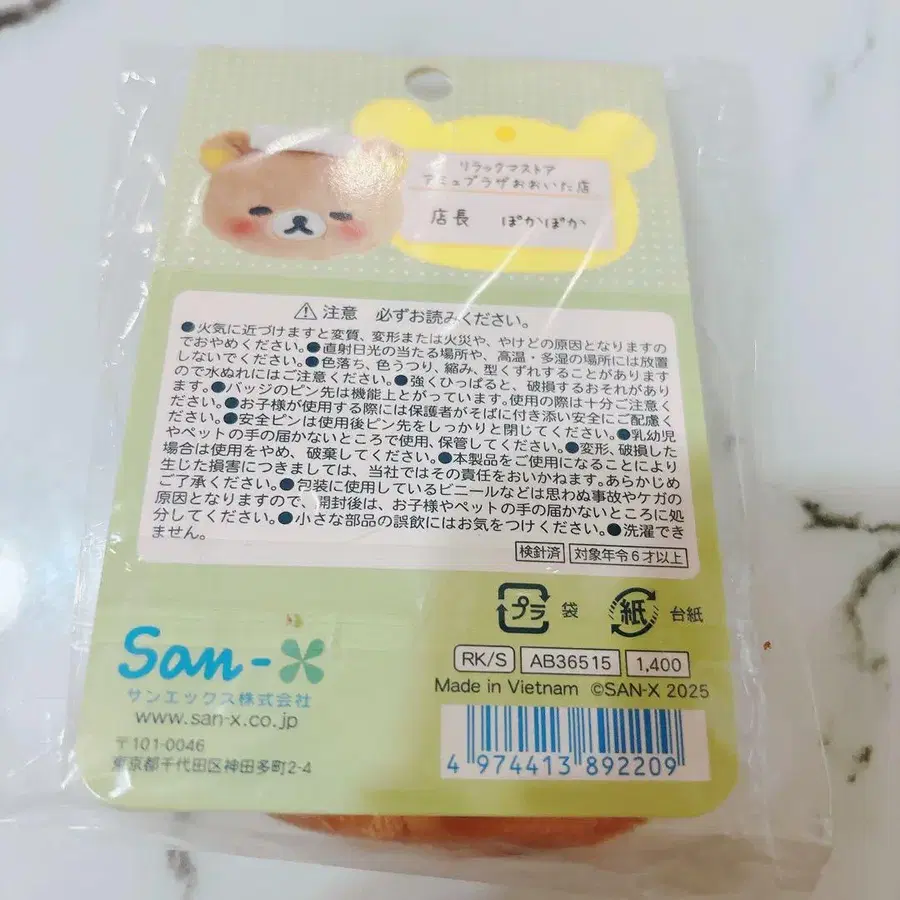 リラックマストア
アミュプラザおおいた店
店長 ぽかぽか
⚠注意 必ずお読みください。
●火気に近づけますと変質、変形または火災や、やけどの原因となりますの
でおやめください。●直射日光の当たる場所や、高温・多湿の場所には放置
しないでください。●色落ち、色うつり、縮み、型くずれすることがあります
ので水ぬれにはご注意ください。●強くひっぱると、破損するおそれがあり
ます。●バッジのピン先は機能上とがっています。使用の際は十分ご注意く
ださい。●お子様が使用する際には保護者がそばに付き添い安全にご配慮く
ださい。●安全ピンは使用後ピン先をしっかりと閉じてください。●乳幼児
やペットの手の届かないところで使用、保管してください。●変形、破損した
場合は使用をやめ、破棄してください。●本製品をご使用になることにより
生じた損害につきましては、当社ではその責任をおいかねます。あらかじめ
ご了承ください。●包装に使用しているビニールなどは思わぬ事故やケガの
原因となりますので、開封後は、お子様やペットの手の届かないところに処
分してください。●小さな部品の誤飲にはお気をつけください。●洗濯でき
ません。
検針済 対象年令6才以上
プラ 袋 紙 台紙
San-X
サンエックス株式会社
www.san-x.co.jp
〒101-0046
東京都千代田区神田多町2-4
RK/S AB36515 1,400
Made in Vietnam ©SAN-X 2025
4 974413 892209